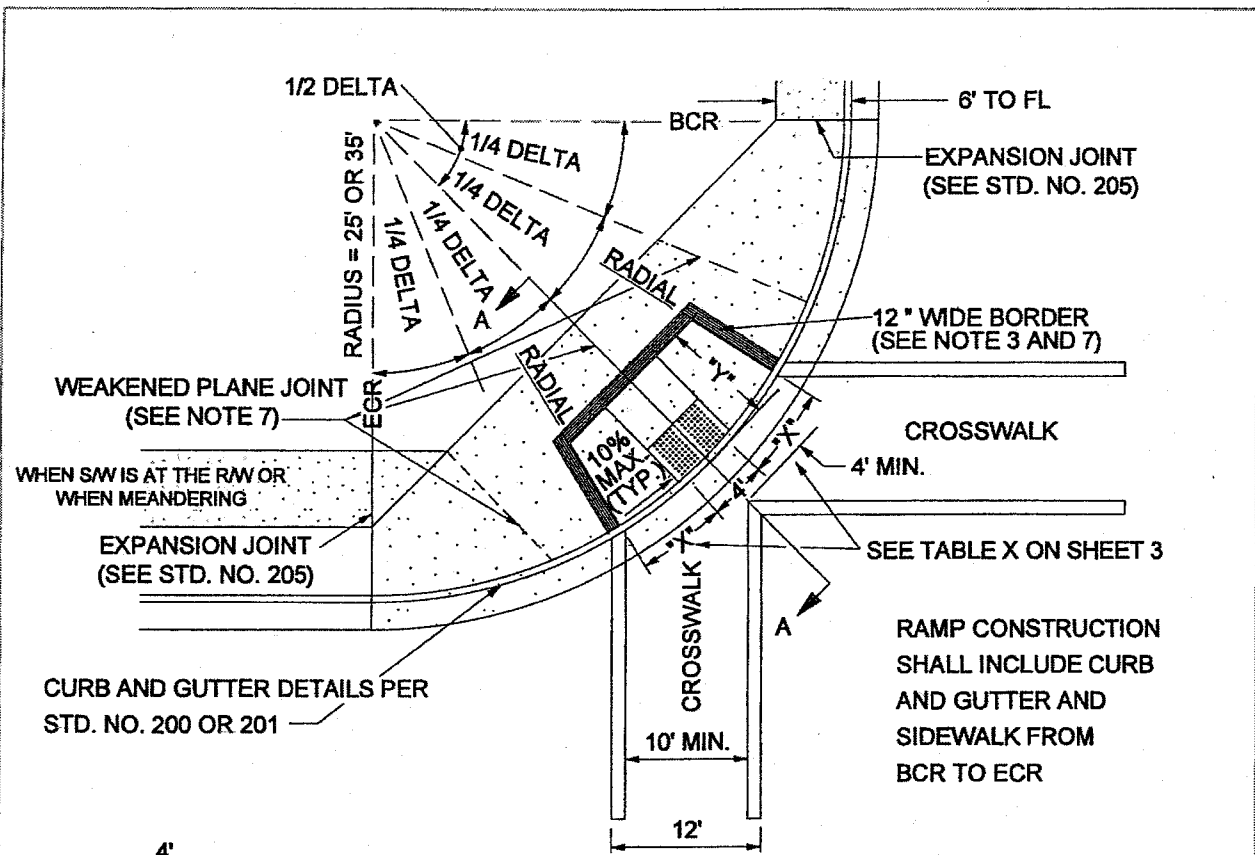 1/2 DELTA
BCR
6' TO FL
1/4 DELTA
1/4 DELTA
1/4 DELTA
1/4 DELTA
EXPANSION JOINT
(SEE STD. NO. 205)
RADIUS = 25' OR 35'
RADIAL
A
12 " WIDE BORDER
(SEE NOTE 3 AND 7)
RADIAL
"Y"
WEAKENED PLANE JOINT
(SEE NOTE 7)
ECR
10%
MAX.
(TYP.)
"X"
CROSSWALK
4' MIN.
WHEN S/W IS AT THE R/W OR
WHEN MEANDERING
4'
"X"
EXPANSION JOINT
(SEE STD. NO. 205)
SEE TABLE X ON SHEET 3
CROSSWALK
A
RAMP CONSTRUCTION
SHALL INCLUDE CURB
AND GUTTER AND
SIDEWALK FROM
BCR TO ECR
CURB AND GUTTER DETAILS PER
STD. NO. 200 OR 201
10' MIN.
12'
4'